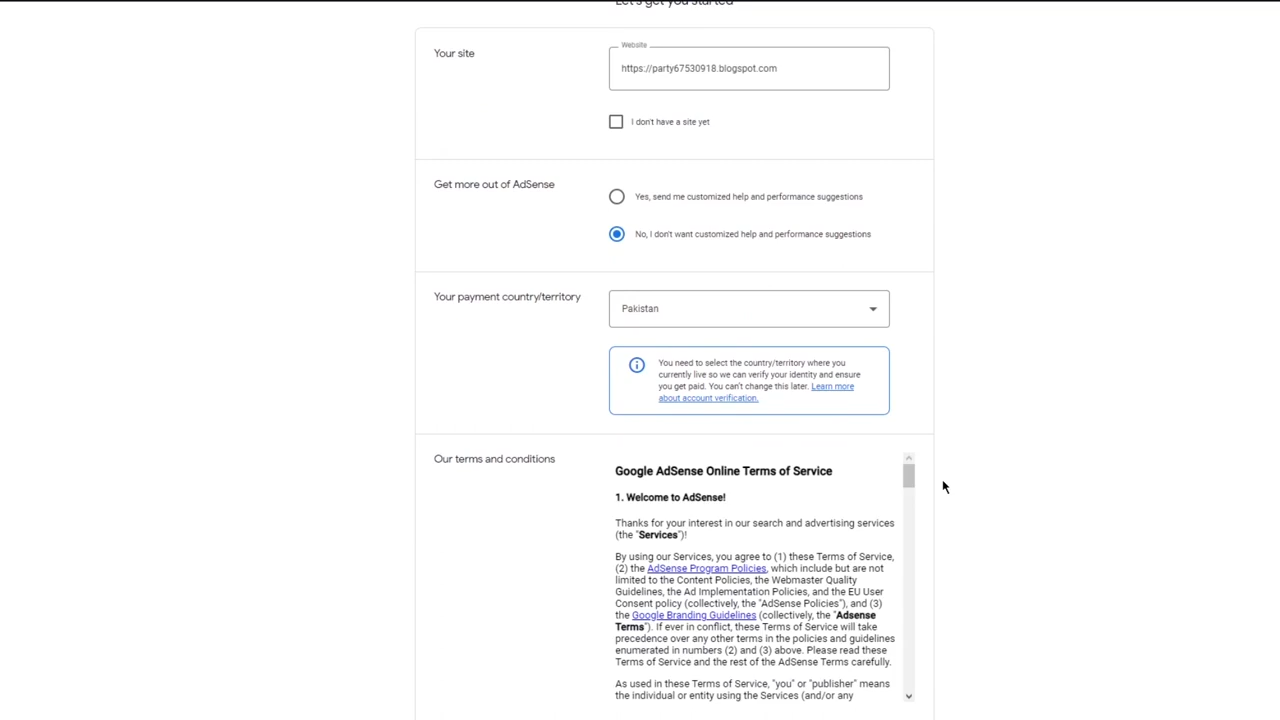 Let's get you started
Your site
Website
https://party67530918.blogspot.com
I don't have a site yet
Get more out of AdSense
Yes, send me customized help and performance suggestions
No, I don't want customized help and performance suggestions
Your payment country/territory
Pakistan
You need to select the country/territory where you
currently live so we can verify your identity and ensure
you get paid. You can't change this later. Learn more
about account verification.
Our terms and conditions
Google AdSense Online Terms of Service
1. Welcome to AdSense!
Thanks for your interest in our search and advertising services
(the "Services")!
By using our Services, you agree to (1) these Terms of Service,
(2) the AdSense Program Policies, which include but are not
limited to the Content Policies, the Webmaster Quality
Guidelines, the Ad Implementation Policies, and the EU User
Consent policy (collectively, the "AdSense Policies"), and (3)
the Google Branding Guidelines (collectively, the "Adsense
Terms"). If ever in conflict, these Terms of Service will take
precedence over any other terms in the policies and guidelines
enumerated in numbers (2) and (3) above. Please read these
Terms of Service and the rest of the AdSense Terms carefully.
As used in these Terms of Service, "you" or "publisher" means
the individual or entity using the Services (and/or any